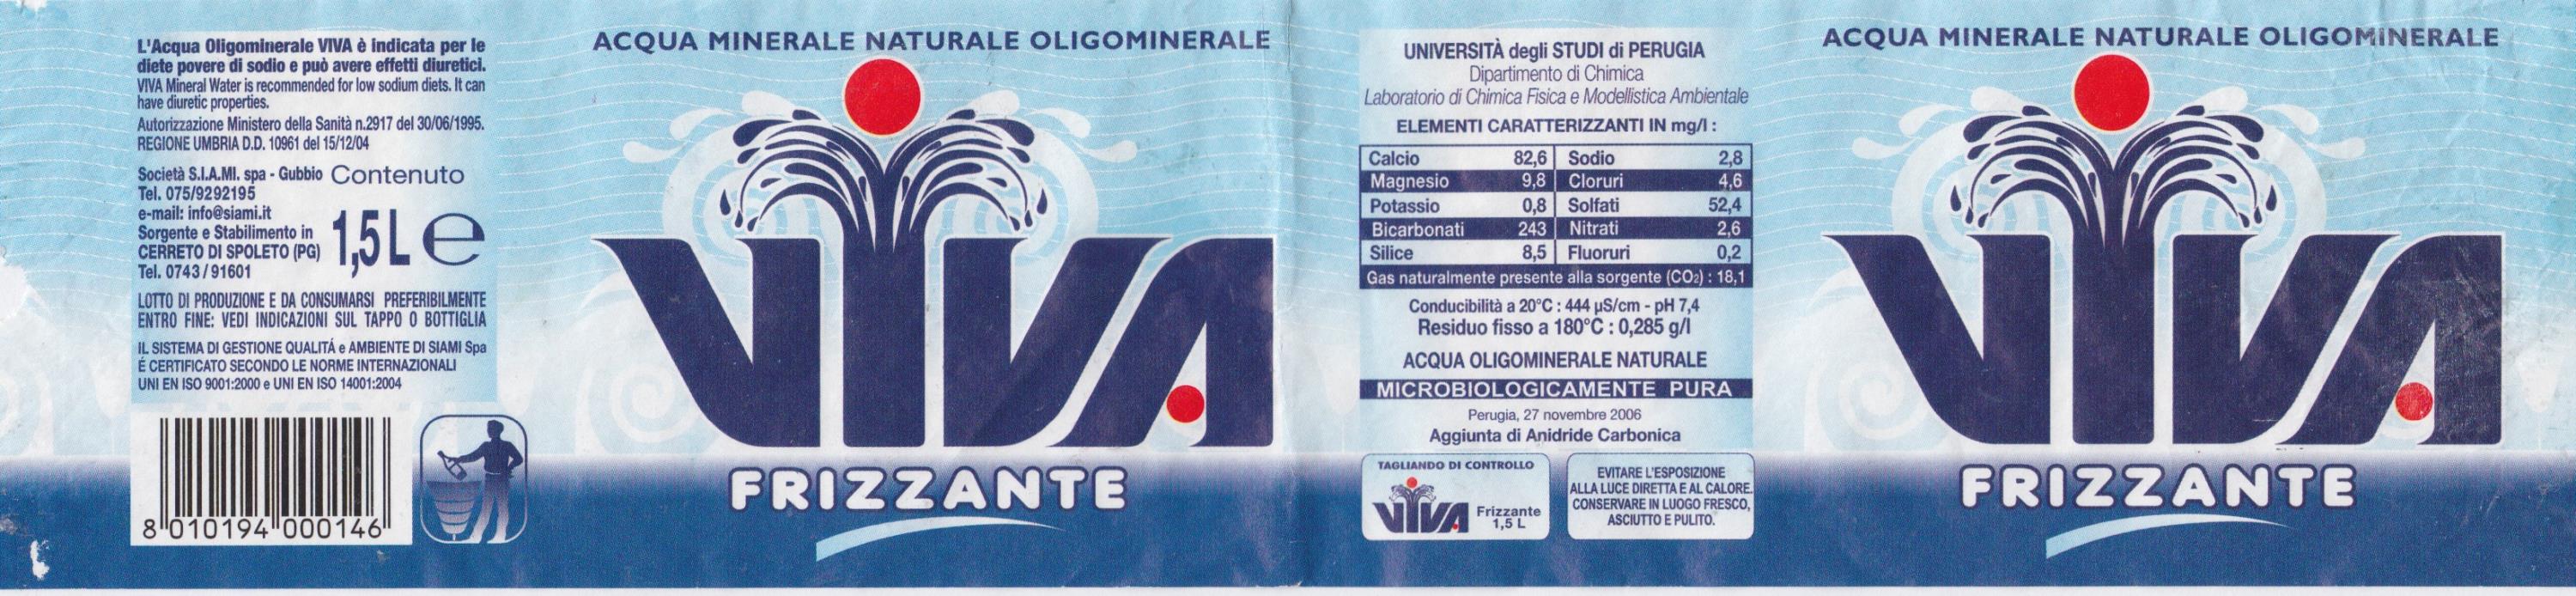 L'Acqua Oligominerale VIVA è indicata per le
diete povere di sodio e può avere effetti diuretici.
VIVA Mineral Water is recommended for low sodium diets. It can
have diuretic properties.
Autorizzazione Ministero della Sanità n.2917 del 30/06/1995.
REGIONE UMBRIA D.D. 10961 del 15/12/04
Società S.I.A.MI. spa - Gubbio
Tel. 075/9292195
e-mail: info@siami.it
Sorgente e Stabilimento in
CERRETO DI SPOLETO (PG)
Tel. 0743/91601
Contenuto
1,5 L e
LOTTO DI PRODUZIONE E DA CONSUMARSI PREFERIBILMENTE
ENTRO FINE: VEDI INDICAZIONI SUL TAPPO O BOTTIGLIA
IL SISTEMA DI GESTIONE QUALITÁ e AMBIENTE DI SIAMI Spa
É CERTIFICATO SECONDO LE NORME INTERNAZIONALI
UNI EN ISO 9001:2000 e UNI EN ISO 14001:2004
8 010194 000146
ACQUA MINERALE NATURALE OLIGOMINERALE
VIVA
FRIZZANTE
UNIVERSITÀ degli STUDI di PERUGIA
Dipartimento di Chimica
Laboratorio di Chimica Fisica e Modellistica Ambientale
ELEMENTI CARATTERIZZANTI IN mg/l :
Calcio 82,6 Sodio 2,8
Magnesio 9,8 Cloruri 4,6
Potassio 0,8 Solfati 52,4
Bicarbonati 243 Nitrati 2,6
Silice 8,5 Fluoruri 0,2
Gas naturalmente presente alla sorgente (CO2) : 18,1
Conducibilità a 20°C : 444 µS/cm - pH 7,4
Residuo fisso a 180°C : 0,285 g/l
ACQUA OLIGOMINERALE NATURALE
MICROBIOLOGICAMENTE PURA
Perugia, 27 novembre 2006
Aggiunta di Anidride Carbonica
TAGLIANDO DI CONTROLLO
VIVA
Frizzante
1,5 L
EVITARE L'ESPOSIZIONE
ALLA LUCE DIRETTA E AL CALORE.
CONSERVARE IN LUOGO FRESCO,
ASCIUTTO E PULITO.
ACQUA MINERALE NATURALE OLIGOMINERALE
VIVA
FRIZZANTE